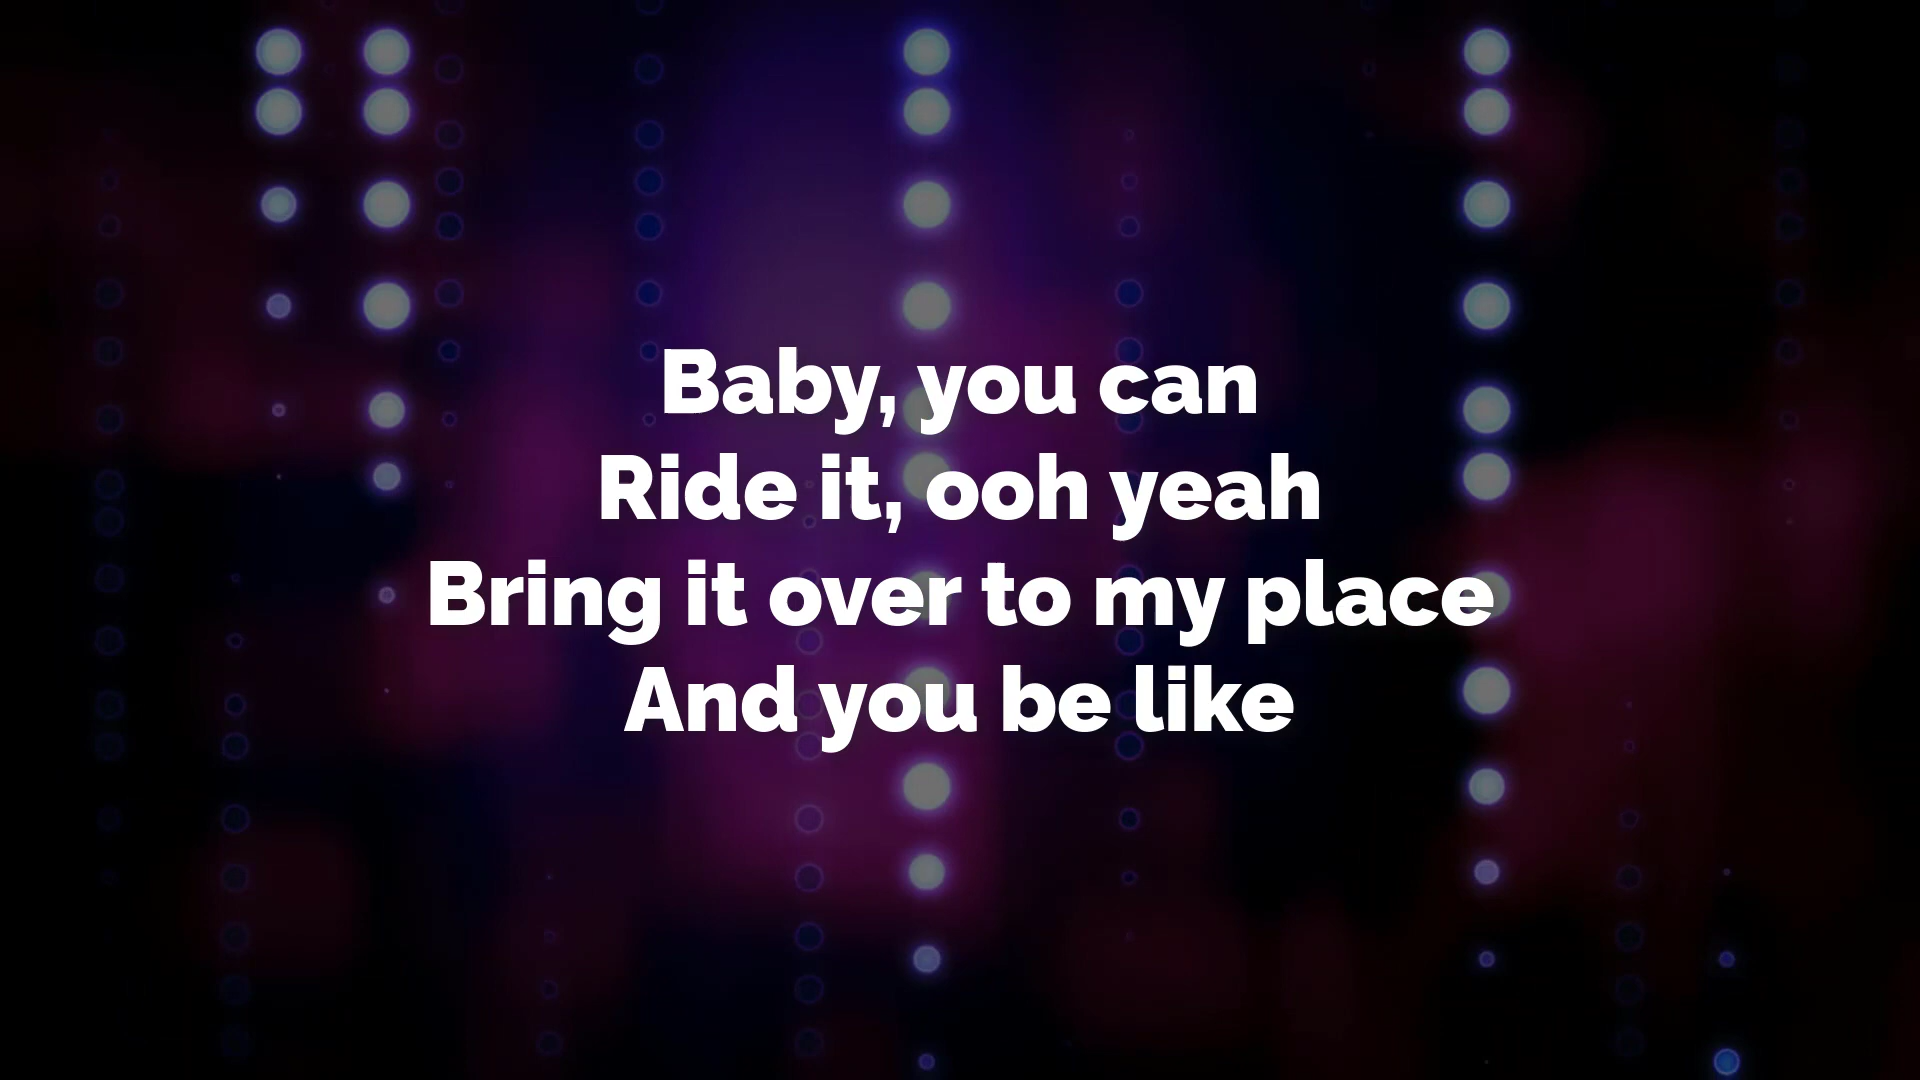 Baby, you can
Ride it, ooh yeah
Bring it over to my place
And you be like